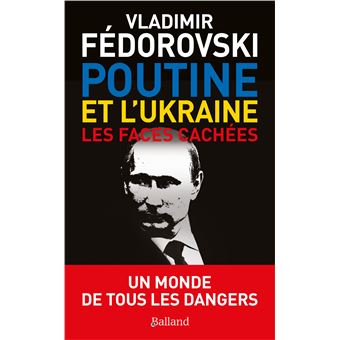 VLADIMIR
FÉDOROVSKI
POUTINE
ET L'UKRAINE
LES FACES CACHÉES
UN MONDE
DE TOUS LES DANGERS
Balland